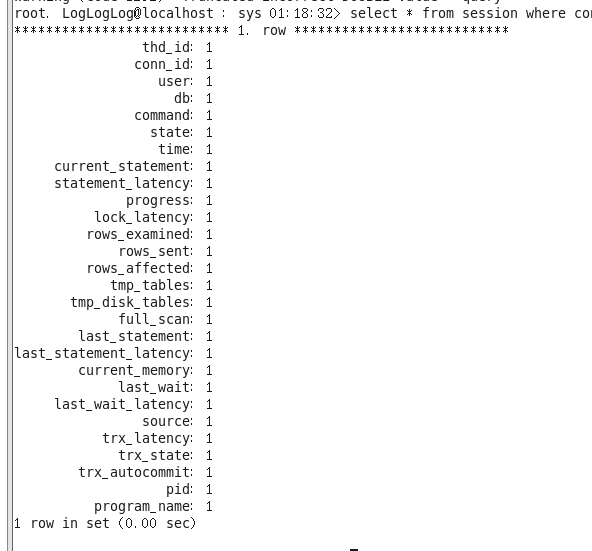 root. LogLogLog@localhost : sys 01:18:32> select * from session where
*************************** 1. row ***************************
thd_id: 1
conn_id: 1
user: 1
db: 1
command: 1
state: 1
time: 1
current_statement: 1
statement_latency: 1
progress: 1
lock_latency: 1
rows_examined: 1
rows_sent: 1
rows_affected: 1
tmp_tables: 1
tmp_disk_tables: 1
full_scan: 1
last_statement: 1
last_statement_latency: 1
current_memory: 1
last_wait: 1
last_wait_latency: 1
source: 1
trx_latency: 1
trx_state: 1
trx_autocommit: 1
pid: 1
program_name: 1
1 row in set (0.00 sec)